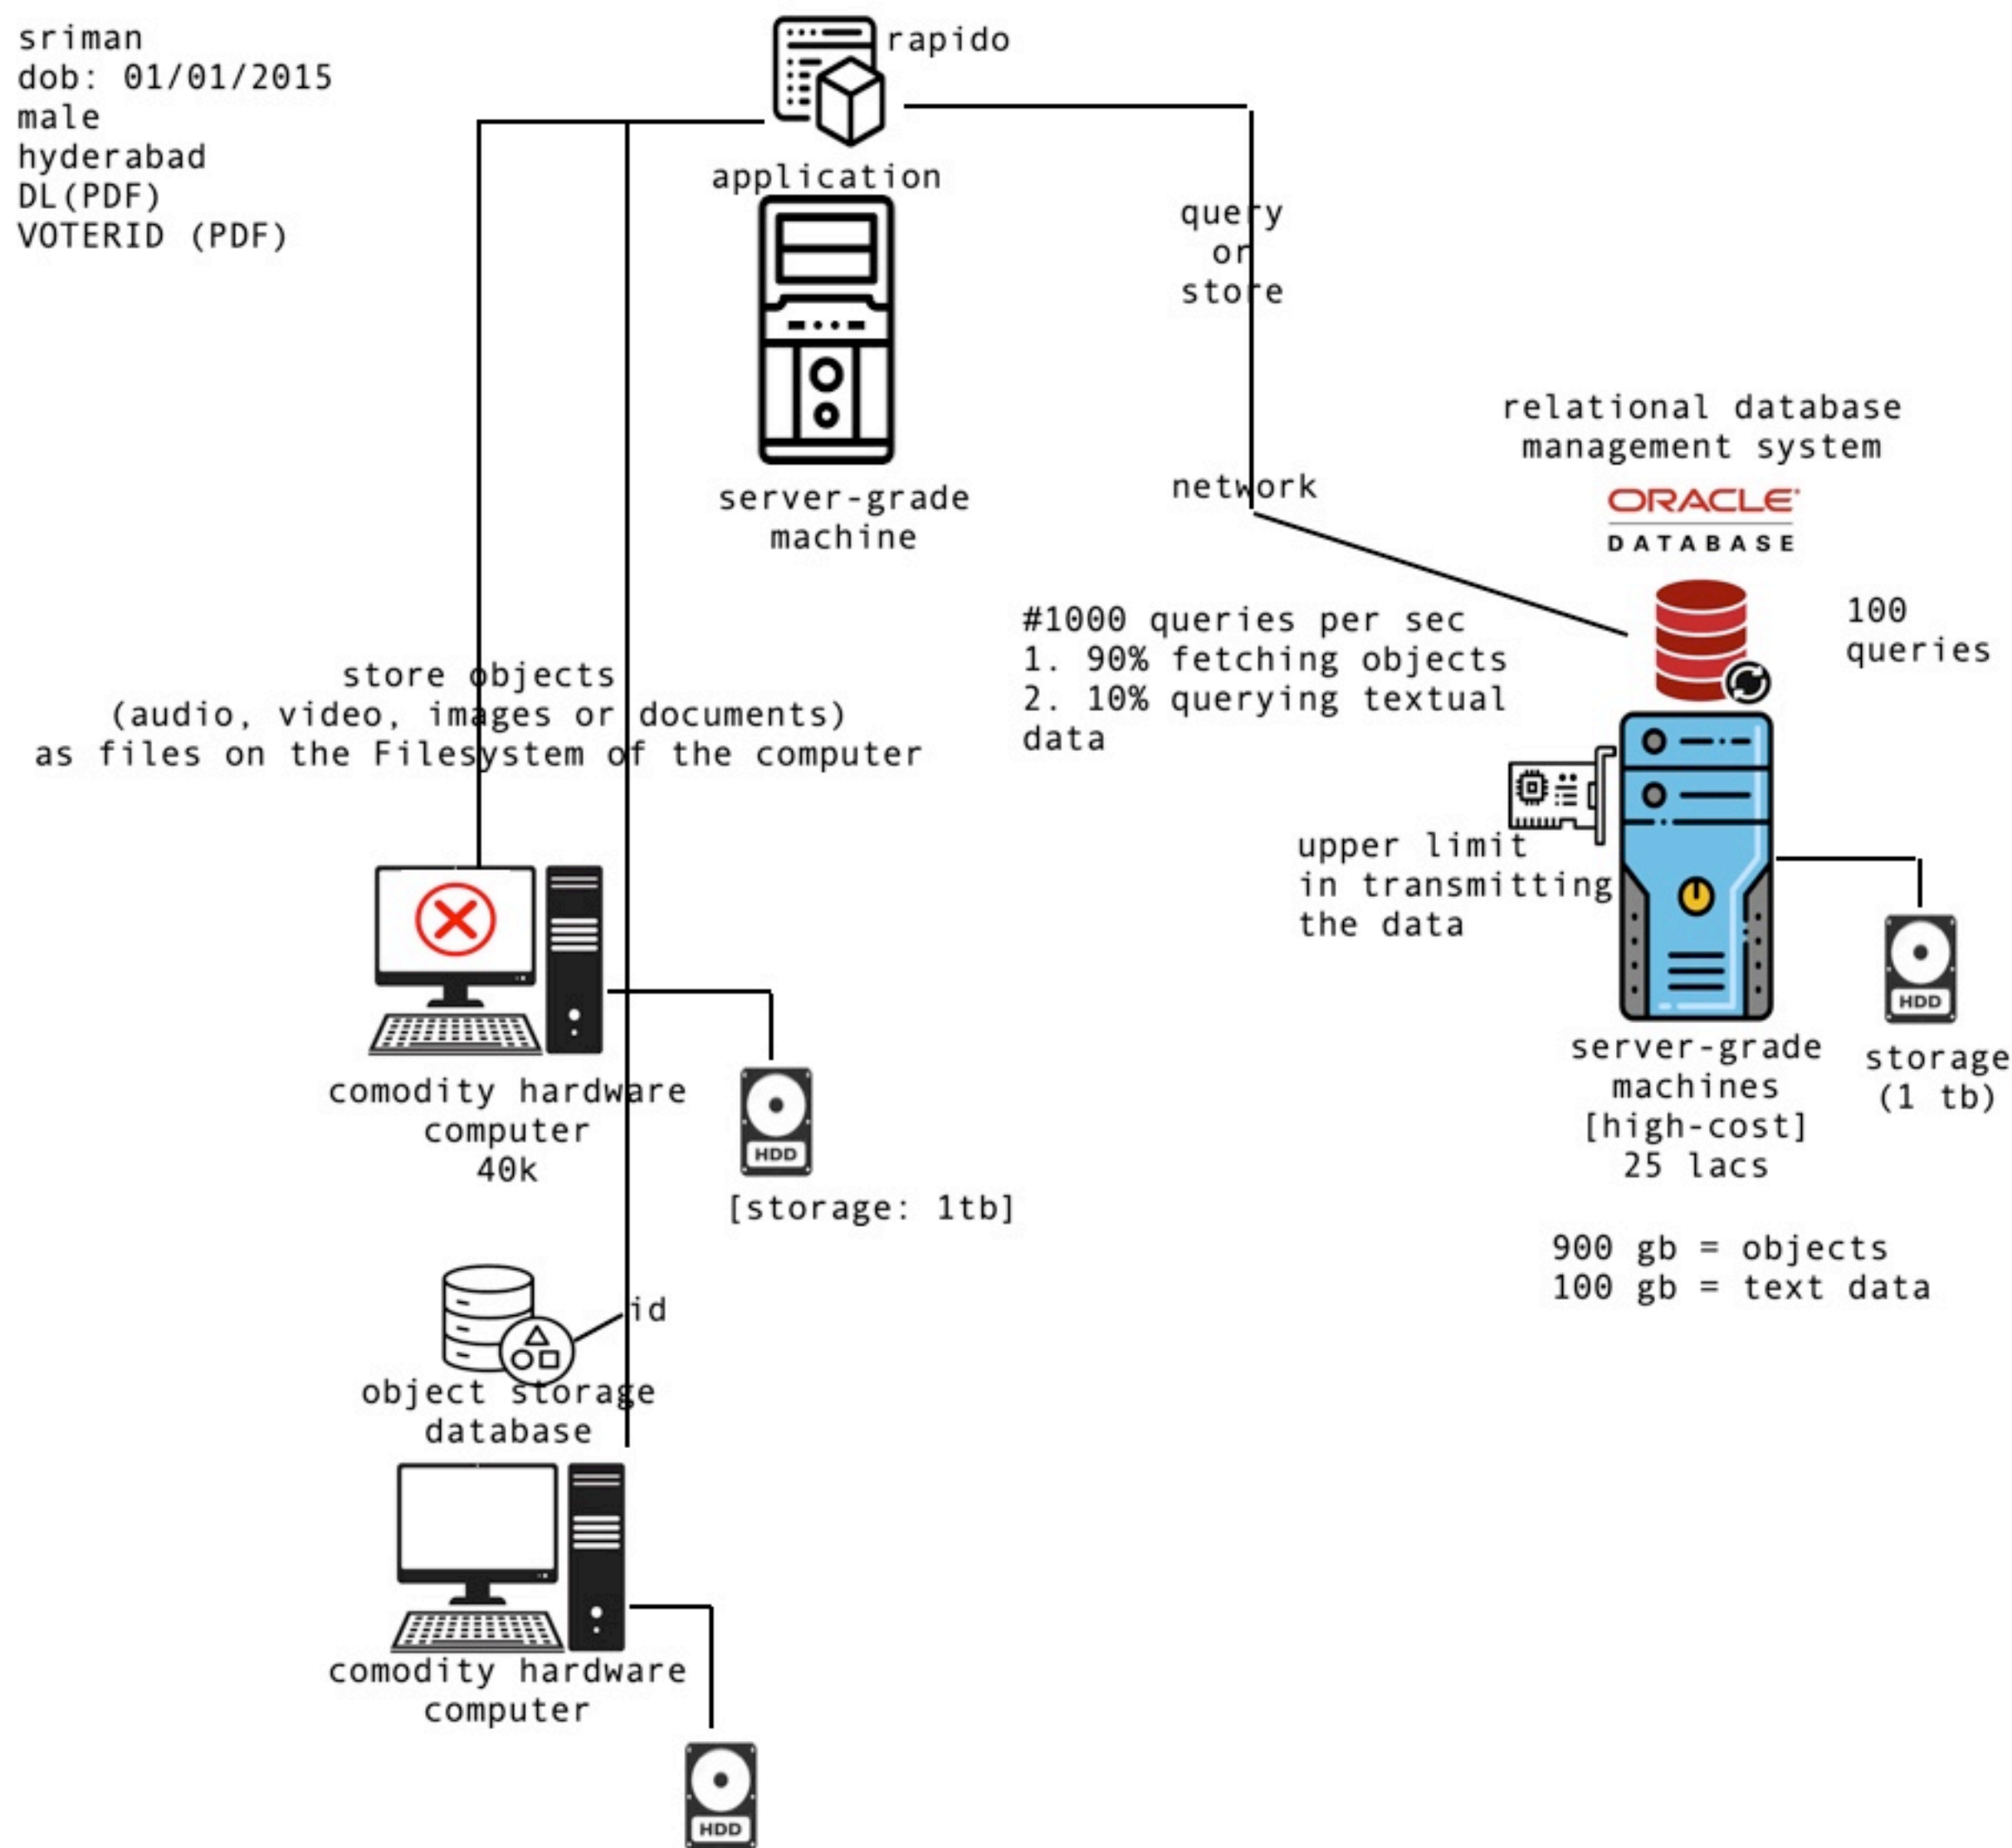 sriman
dob: 01/01/2015
male
hyderabad
DL(PDF)
VOTERID (PDF)
rapido
application
server-grade
machine
query
or
store
network
relational database
management system
ORACLE
DATABASE
100
queries
#1000 queries per sec
1. 90% fetching objects
2. 10% querying textual
data
store objects
(audio, video, images or documents)
as files on the Filesystem of the computer
upper limit
in transmitting
the data
HDD
storage
(1 tb)
server-grade
machines
[high-cost]
25 lacs
900 gb = objects
100 gb = text data
comodity hardware
computer
40k
HDD
[storage: 1tb]
id
object storage
database
comodity hardware
computer
HDD